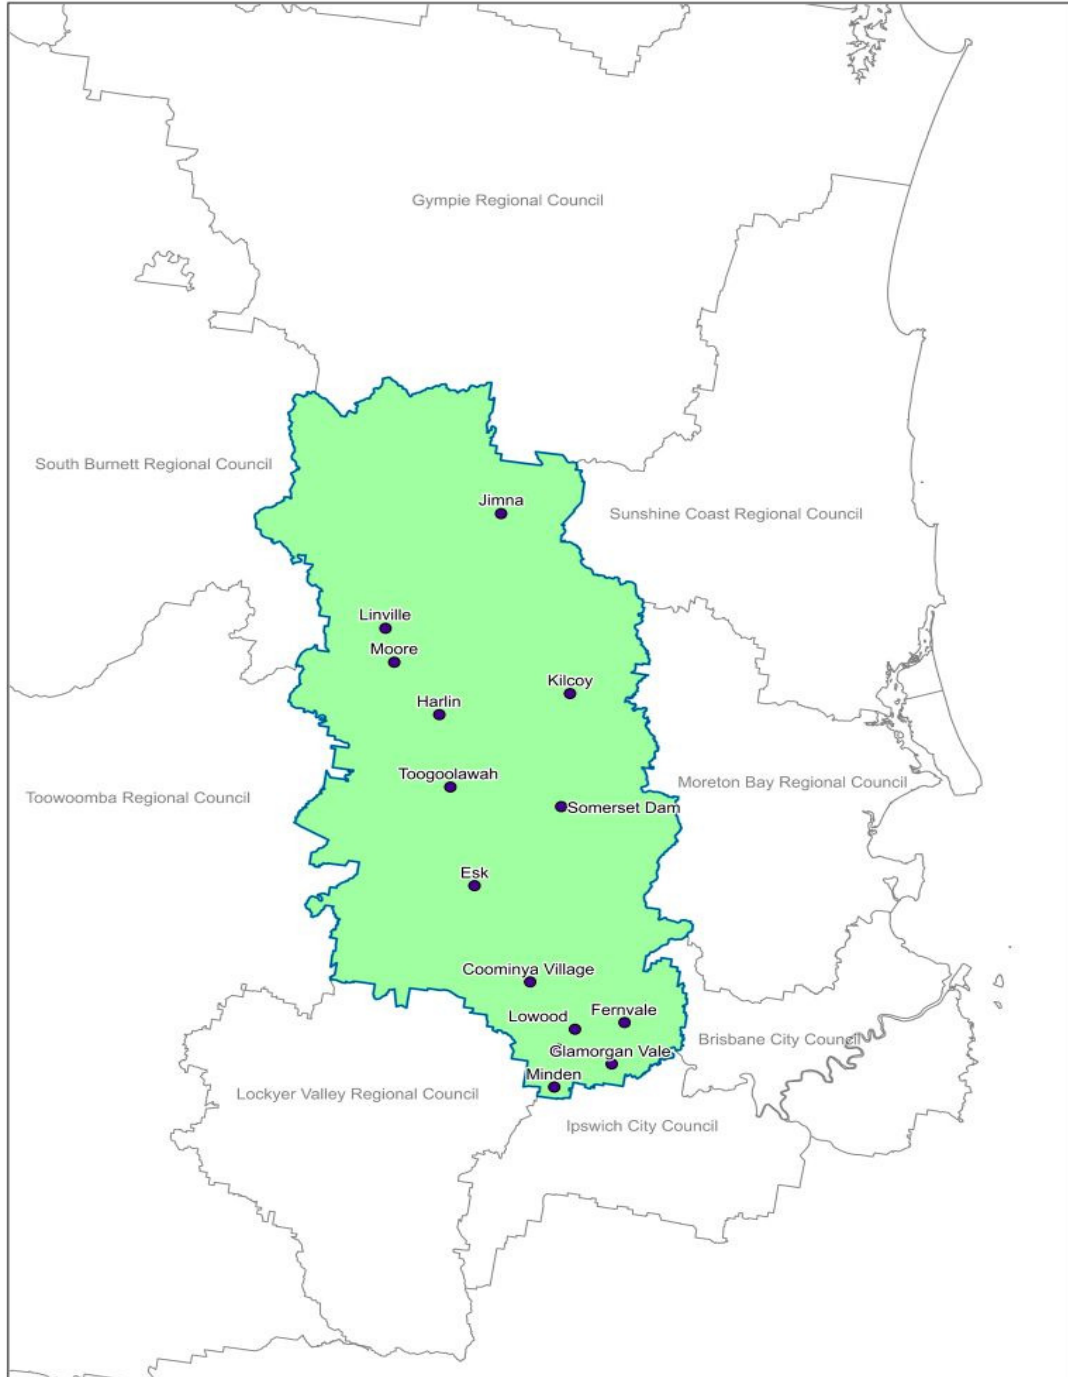 Gympie Regional Council
South Burnett Regional Council
Jimna
Sunshine Coast Regional Council
Linville
Moore
Kilcoy
Harlin
Toogoolawah
Moreton Bay Regional Council
Toowoomba Regional Council
Somerset Dam
Esk
Coominya Village
Fernvale
Lowood
Brisbane City Council
Glamorgan Vale
Minden
Lockyer Valley Regional Council
Ipswich City Council